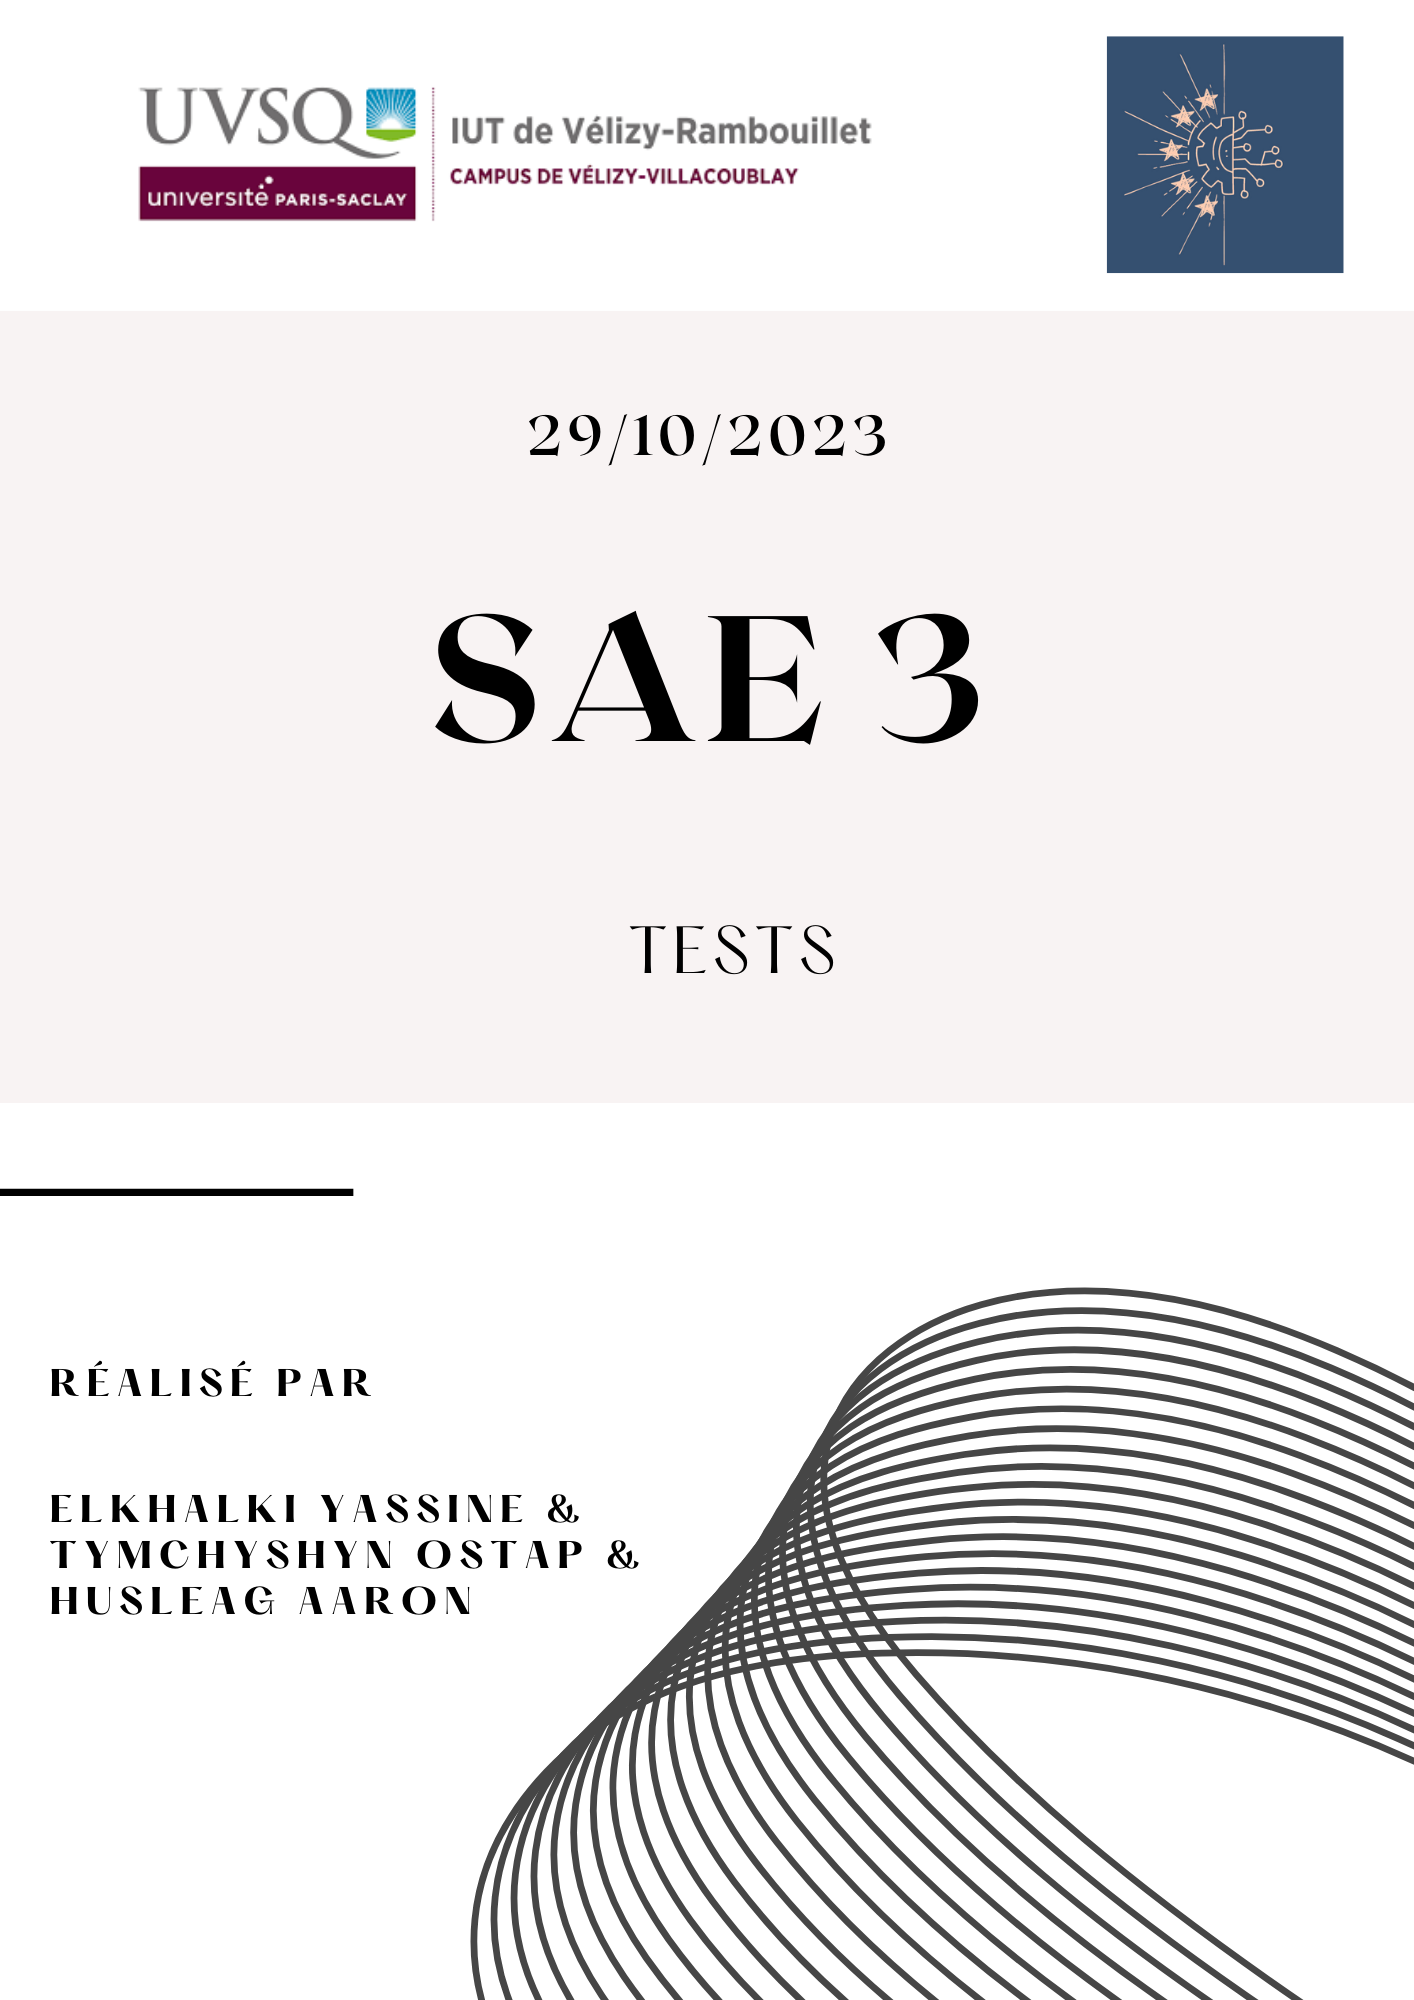 UVSQ
université PARIS-SACLAY
IUT de Vélizy-Rambouillet
CAMPUS DE VÉLIZY-VILLACOUBLAY
29/10/2023
SAE 3
TESTS
RÉALISÉ PAR
ELKHALKI YASSINE &
TYMCHYSHYN OSTAP &
HUSLEAG AARON